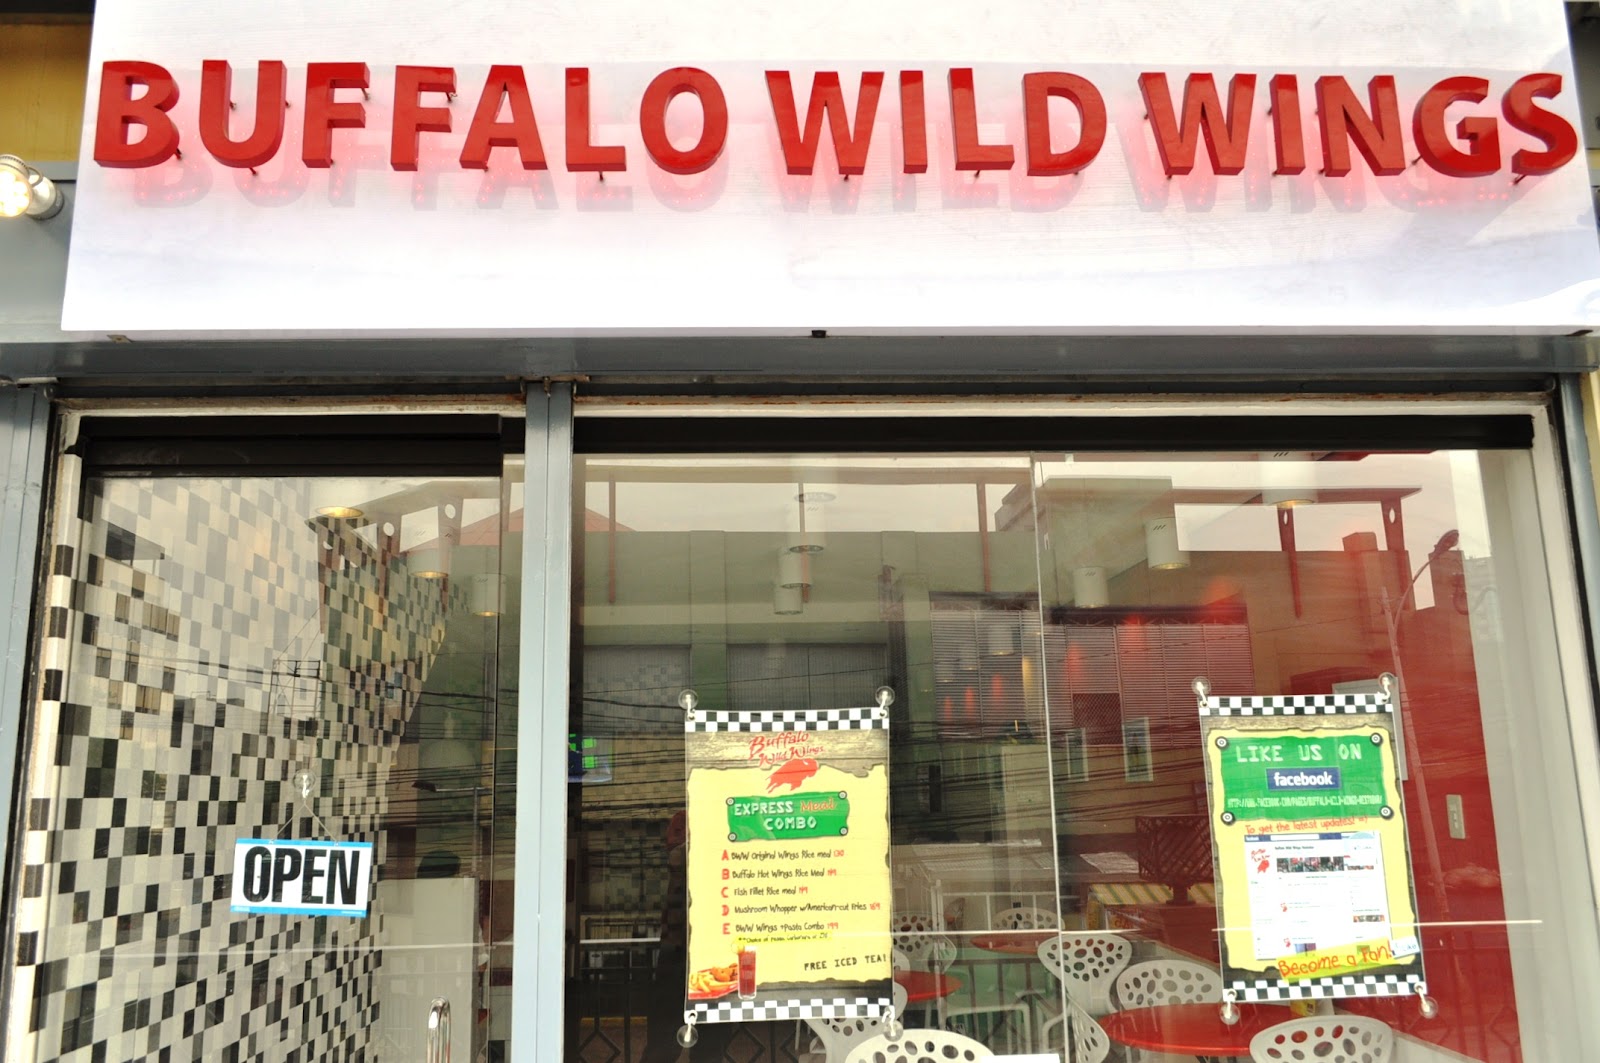 BUFFALO WILD WINGS
OPEN
Buffalo
Wild Wings
EXPRESS Meal
COMBO
A BWW Original Wings Rice meal
B Buffalo Hot Wings Rice Meal
C Fish Fillet Rice meal
D Mushroom Whopper w/American-cut Fries
E BWW Wings +Pasta Combo
FREE ICED TEA!
LIKE US ON
facebook
To get the latest updates!
Become a Fan!